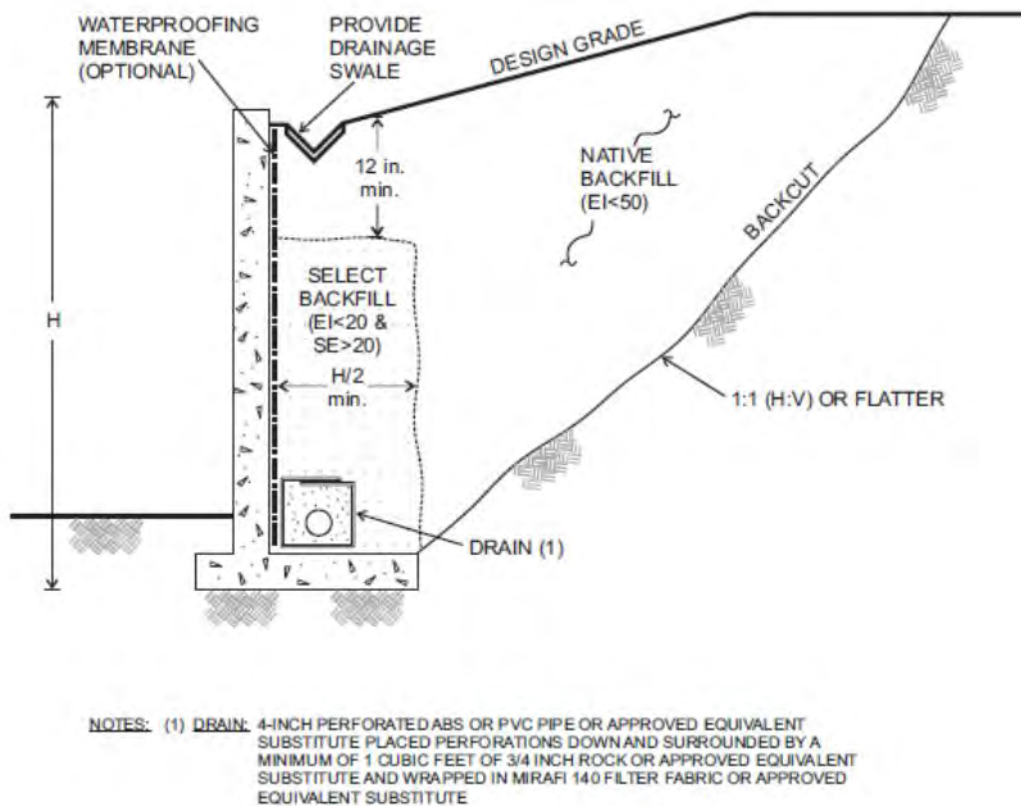 WATERPROOFING
MEMBRANE
(OPTIONAL)
PROVIDE
DRAINAGE
SWALE
DESIGN GRADE
12 in.
min.
NATIVE
BACKFILL
(EI<50)
BACKCUT
SELECT
BACKFILL
(EI<20 &
SE>20)
H
H/2
min.
1:1 (H:V) OR FLATTER
DRAIN (1)
NOTES: (1) DRAIN: 4-INCH PERFORATED ABS OR PVC PIPE OR APPROVED EQUIVALENT
SUBSTITUTE PLACED PERFORATIONS DOWN AND SURROUNDED BY A
MINIMUM OF 1 CUBIC FEET OF 3/4 INCH ROCK OR APPROVED EQUIVALENT
SUBSTITUTE AND WRAPPED IN MIRAFI 140 FILTER FABRIC OR APPROVED
EQUIVALENT SUBSTITUTE